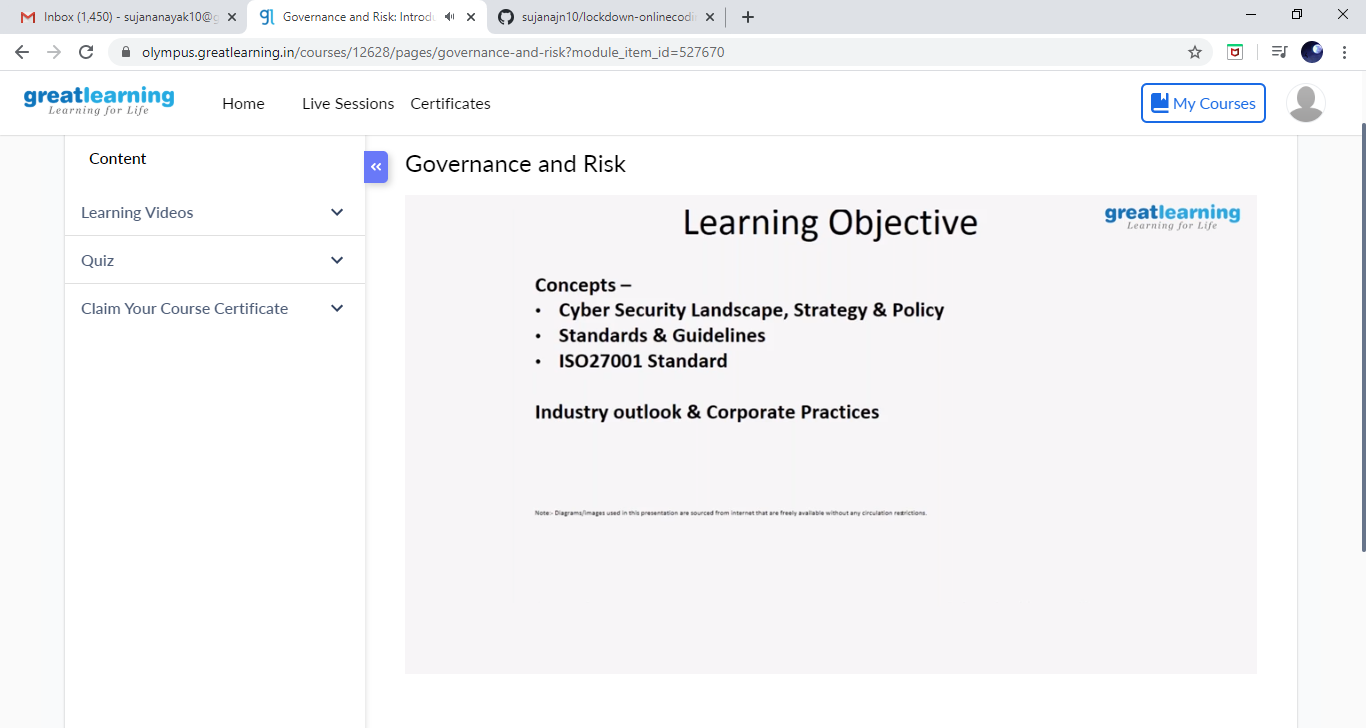 Inbox (1,450) - sujananayak10@g
Governance and Risk: Introdu
sujanajn10/lockdown-onlinecodi
olympus.greatlearning.in/courses/12628/pages/governance-and-risk?module_item_id=527670
greatlearning
Learning for Life
Home
Live Sessions
Certificates
My Courses
Content
Learning Videos
Quiz
Claim Your Course Certificate
Governance and Risk
Learning Objective
greatlearning
Learning for Life
Concepts –
• Cyber Security Landscape, Strategy & Policy
• Standards & Guidelines
• ISO27001 Standard
Industry outlook & Corporate Practices
Note:- Diagrams/images used in this presentation are sourced from internet that are freely available without any circulation restrictions.